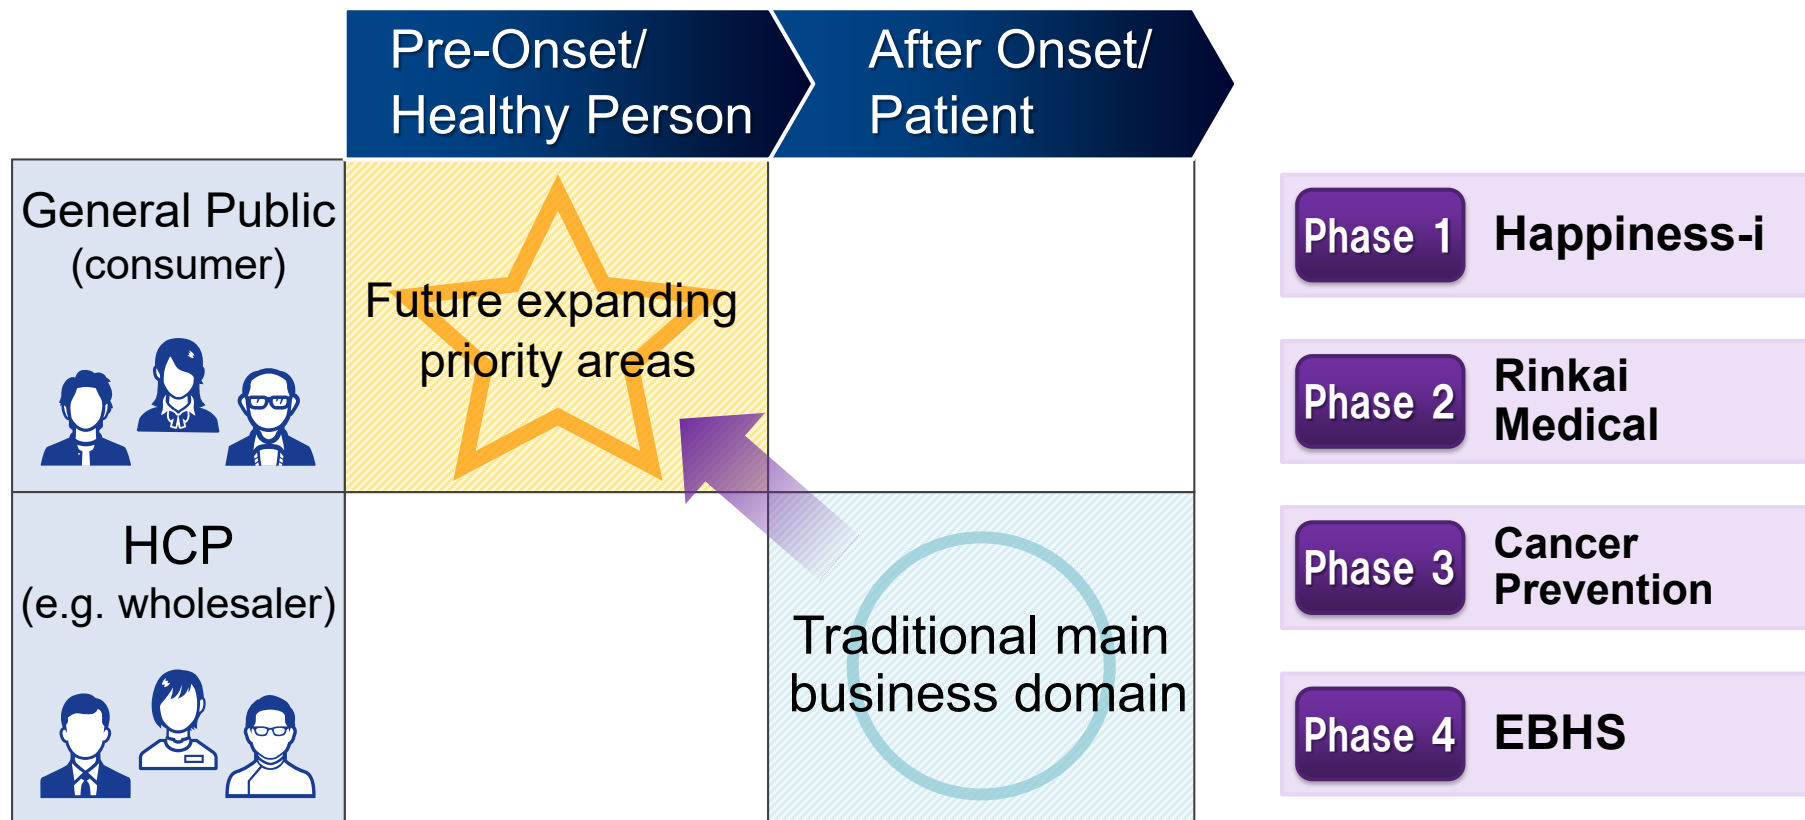 Pre-Onset/
Healthy Person
After Onset/
Patient
General Public
(consumer)
Future expanding
priority areas
HCP
(e.g. wholesaler)
Traditional main
business domain
Phase 1
Happiness-i
Phase 2
Rinkai
Medical
Phase 3
Cancer
Prevention
Phase 4
EBHS